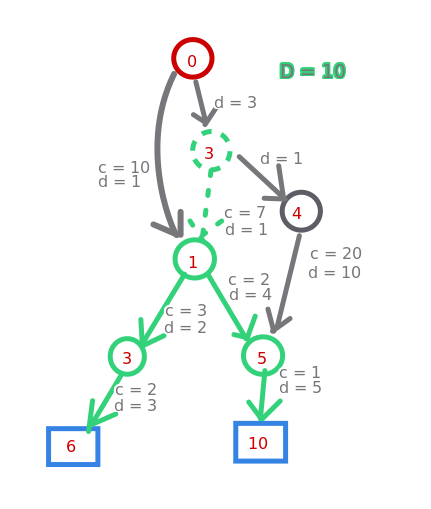 0
D = 10
d = 3
3
d = 1
c = 10
d = 1
4
c = 7
d = 1
c = 20
d = 10
1
c = 2
d = 4
c = 3
d = 2
3
5
c = 1
d = 5
c = 2
d = 3
6
10